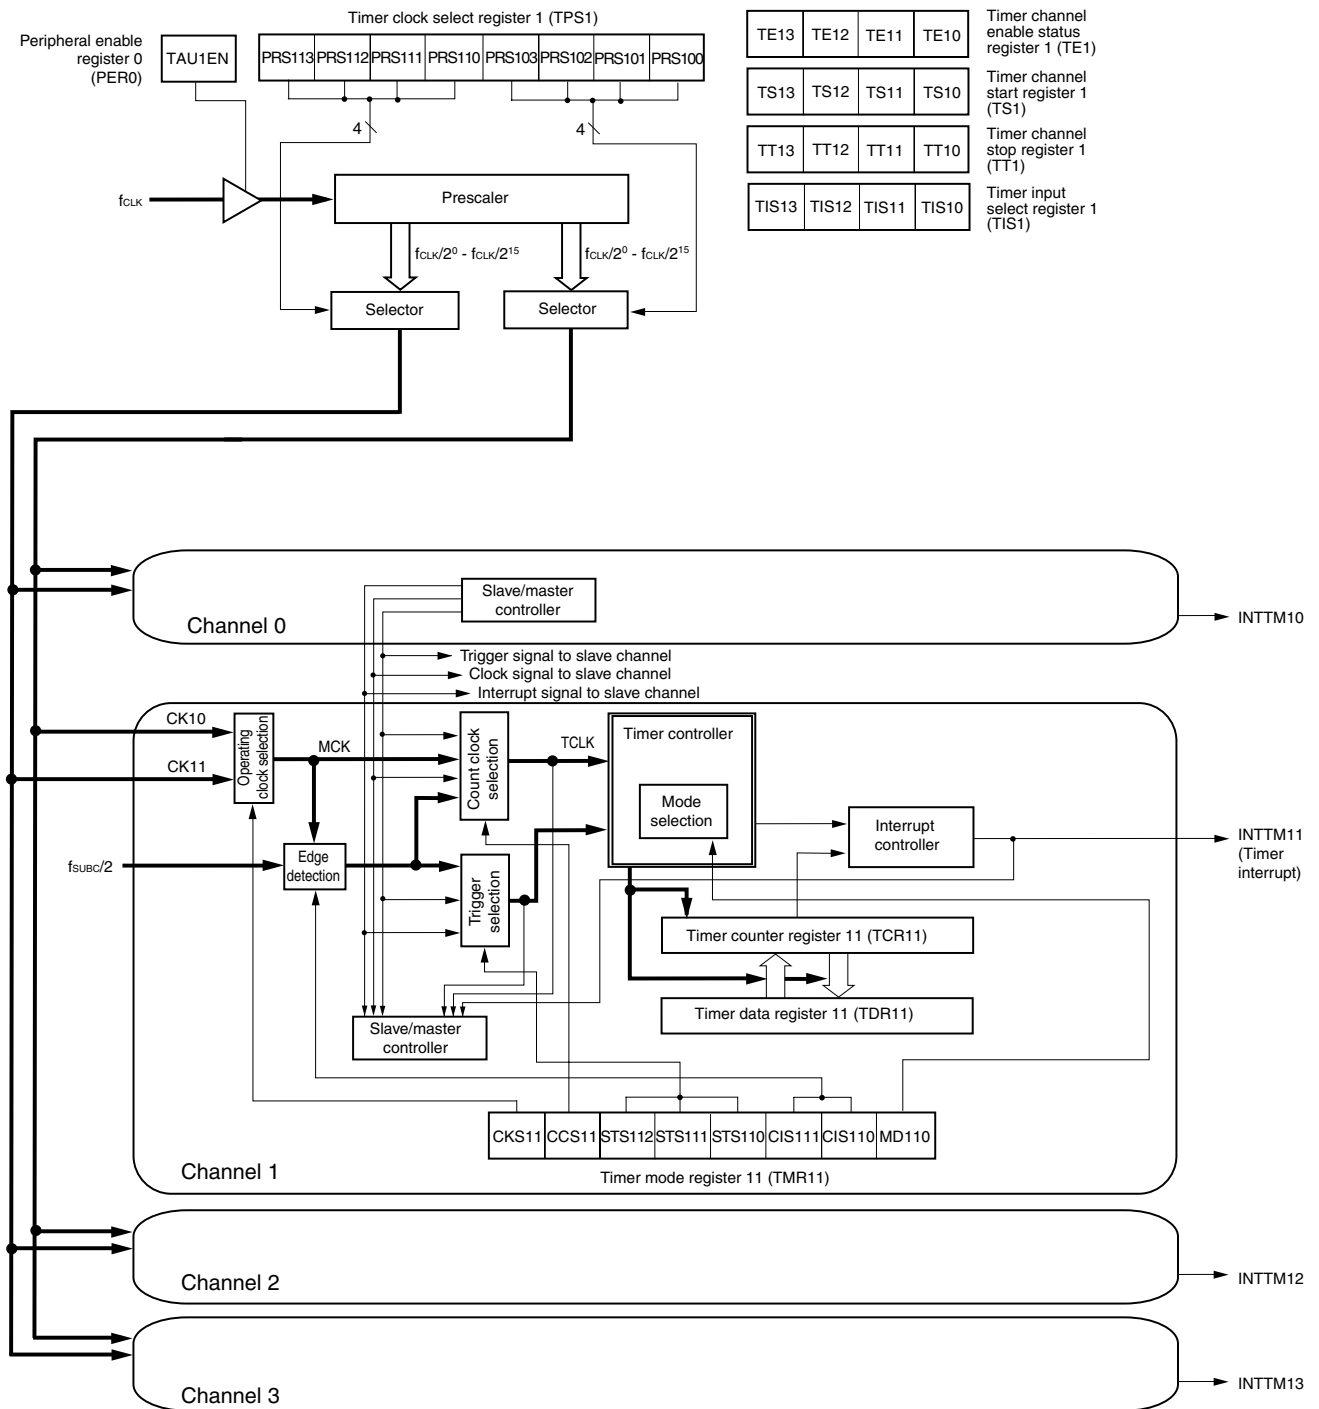 Timer clock select register 1 (TPS1)
Peripheral enable
register 0
(PER0)
TAU1EN
PRS113 PRS112 PRS111 PRS110 PRS103 PRS102 PRS101 PRS100
4
4
TE13 TE12 TE11 TE10
Timer channel
enable status
register 1 (TE1)
TS13 TS12 TS11 TS10
Timer channel
start register 1
(TS1)
TT13 TT12 TT11 TT10
Timer channel
stop register 1
(TT1)
TIS13 TIS12 TIS11 TIS10
Timer input
select register 1
(TIS1)
fCLK
Prescaler
fCLK/2⁰ - fCLK/2¹⁵
fCLK/2⁰ - fCLK/2¹⁵
Selector
Selector
Slave/master
controller
Channel 0
INTTM10
Trigger signal to slave channel
Clock signal to slave channel
Interrupt signal to slave channel
CK10
CK11
Operating
clock selection
MCK
Count clock
selection
TCLK
Timer controller
Mode
selection
Interrupt
controller
INTTM11
(Timer
interrupt)
fSUBC/2
Edge
detection
Trigger
selection
Timer counter register 11 (TCR11)
Timer data register 11 (TDR11)
Slave/master
controller
CKS11 CCS11 STS112 STS111 STS110 CIS111 CIS110 MD110
Timer mode register 11 (TMR11)
Channel 1
Channel 2
INTTM12
Channel 3
INTTM13